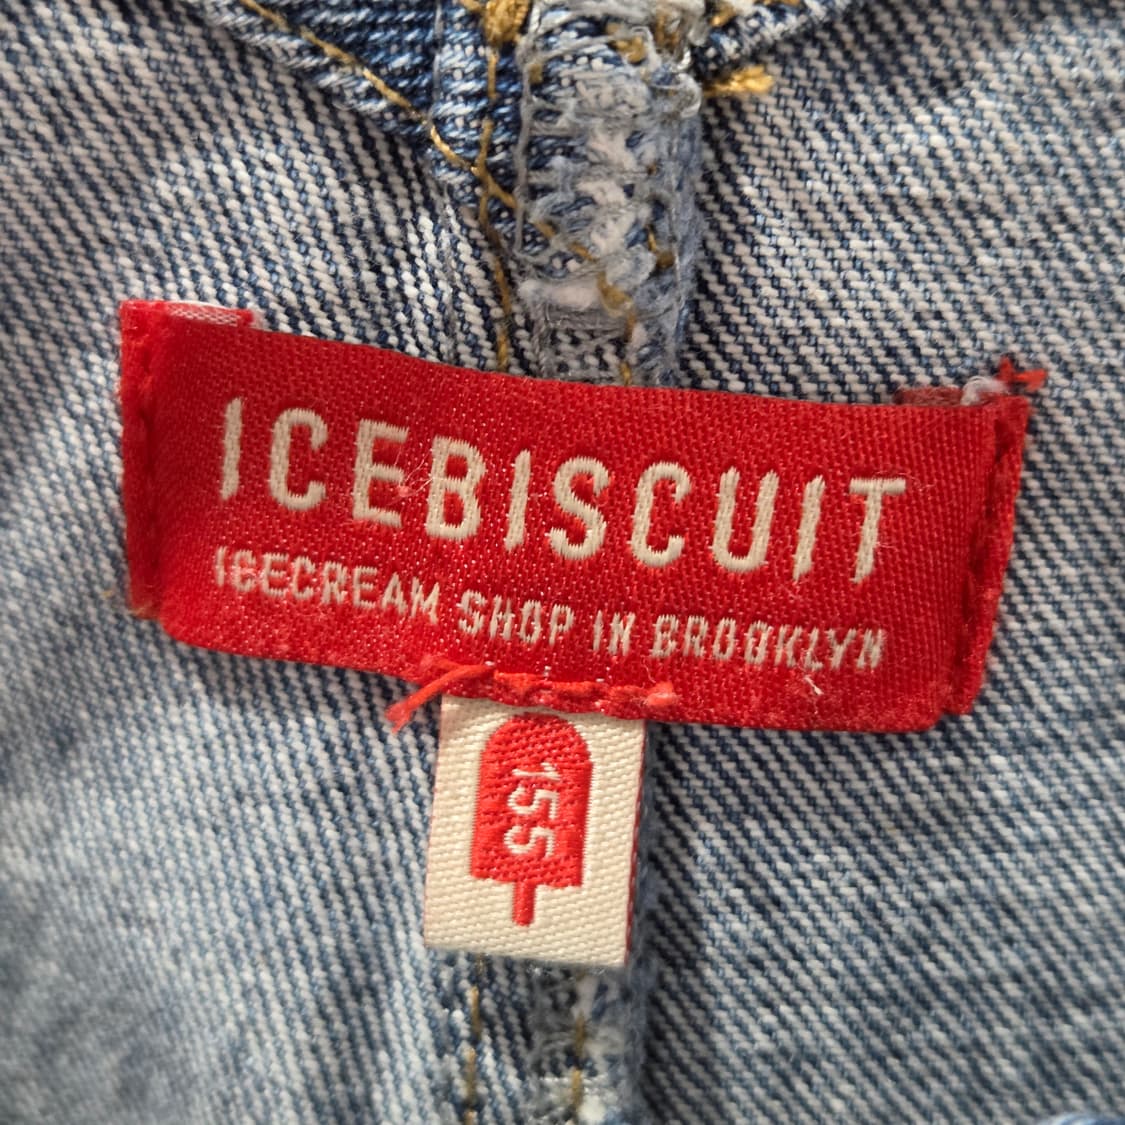 ICEBISCUIT
ICECREAM SHOP IN BROOKLYN
155